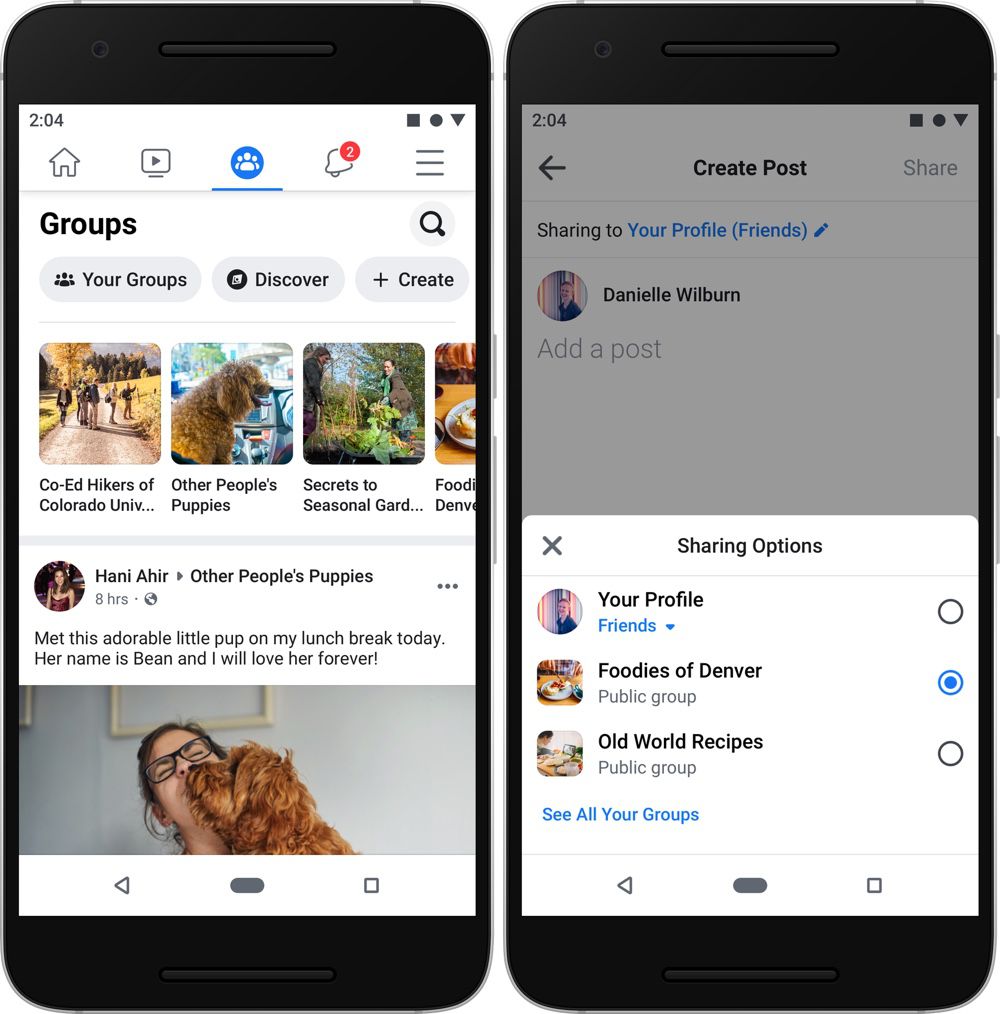 2:04
2
Groups
Your Groups
Discover
+ Create
Co-Ed Hikers of
Colorado Univ...
Other People's
Puppies
Secrets to
Seasonal Gard...
Foodi
Denve
Hani Ahir
Other People's Puppies
8 hrs ·
Met this adorable little pup on my lunch break today.
Her name is Bean and I will love her forever!
2:04
Create Post
Share
Sharing to Your Profile (Friends)
Danielle Wilburn
Add a post
Sharing Options
Your Profile
Friends
Foodies of Denver
Public group
Old World Recipes
Public group
See All Your Groups